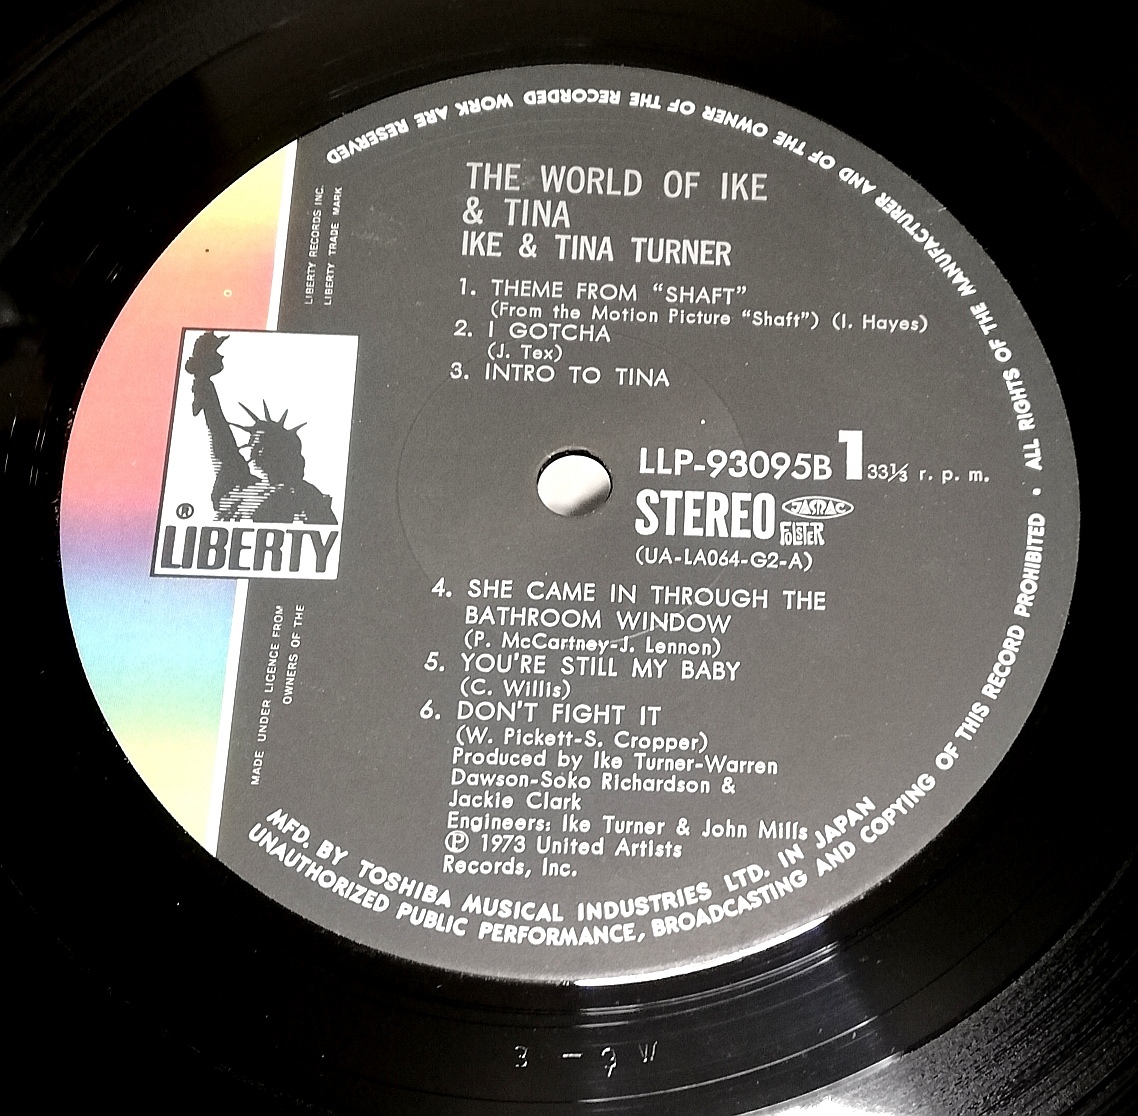 THE WORLD OF IKE
& TINA
IKE & TINA TURNER
1. THEME FROM “SHAFT”
(From the Motion Picture “Shaft”) (I. Hayes)
2. I GOTCHA
(J. Tex)
3. INTRO TO TINA
LLP-93095B 1 33⅓ r. p. m.
STEREO JASRAC
FOLSTER
(UA-LA064-G2-A)
4. SHE CAME IN THROUGH THE
BATHROOM WINDOW
(P. McCartney-J. Lennon)
5. YOU'RE STILL MY BABY
(C. Willis)
6. DON'T FIGHT IT
(W. Pickett-S. Cropper)
Produced by Ike Turner-Warren
Dawson-Soko Richardson &
Jackie Clark
Engineers: Ike Turner & John Mills
Ⓟ 1973 United Artists
Records, Inc.
LIBERTY RECORDS INC.
LIBERTY TRADE MARK
® LIBERTY
MADE UNDER LICENCE FROM
OWNERS OF THE
MFD. BY TOSHIBA MUSICAL INDUSTRIES LTD. IN JAPAN
UNAUTHORIZED PUBLIC PERFORMANCE, BROADCASTING AND COPYING OF THIS RECORD PROHIBITED • ALL RIGHTS OF THE MANUFACTURER AND OF THE OWNER OF THE RECORDED WORK ARE RESERVED